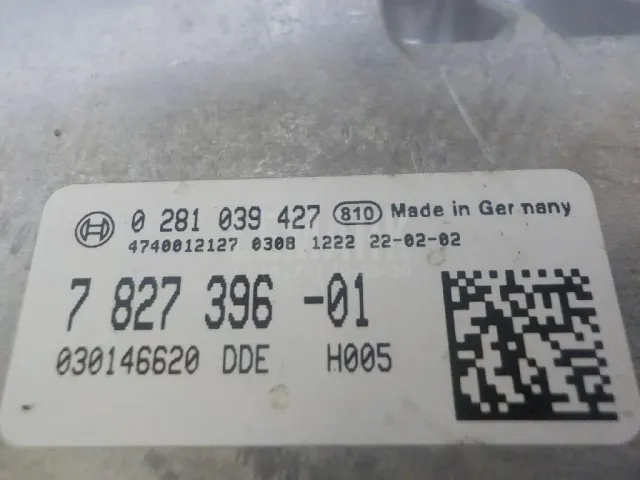 0 281 039 427 810 Made in Germany
4740012127 0308 1222 22-02-02
7 827 396 -01
030146620 DDE H005